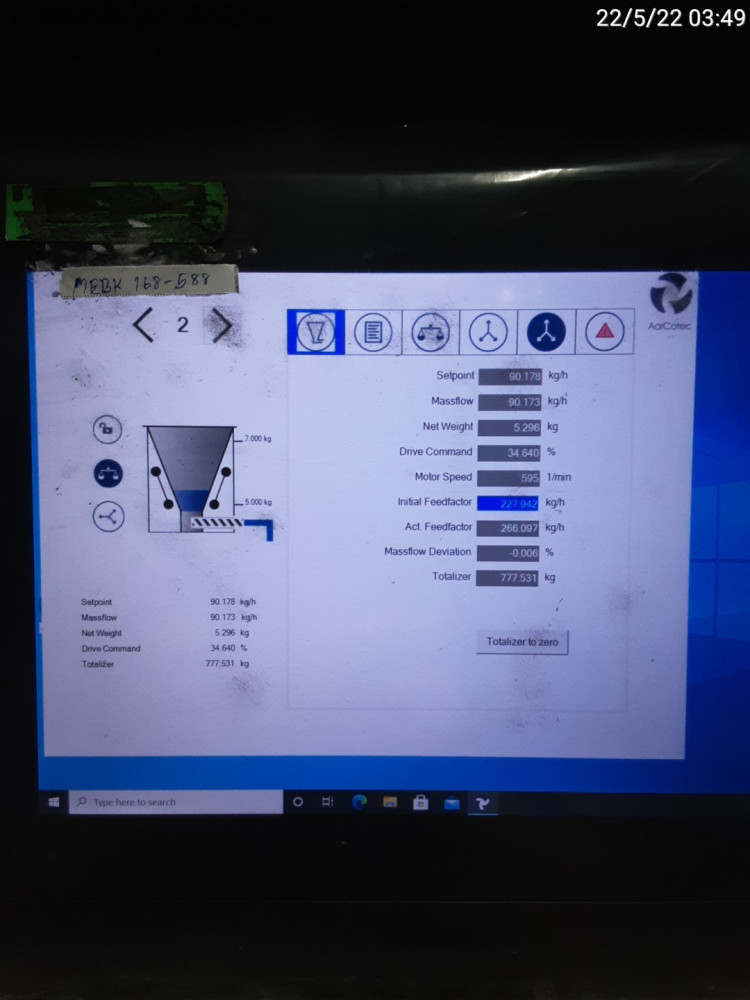 22/5/22 03:49
MEBK 168-588
2
AarCotec
Setpoint 90.178 kg/h
Massflow 90.173 kg/h
Net Weight 5.296 kg
Drive Command 34.640 %
Motor Speed 595 1/min
Initial Feedfactor 227.942 kg/h
Act. Feedfactor 266.097 kg/h
Massflow Deviation -0.006 %
Totalizer 777.531 kg
Totalizer to zero
7.000 kg
5.000 kg
Setpoint 90.178 kg/h
Massflow 90.173 kg/h
Net Weight 5.296 kg
Drive Command 34.640 %
Totalizer 777.531 kg
Type here to search